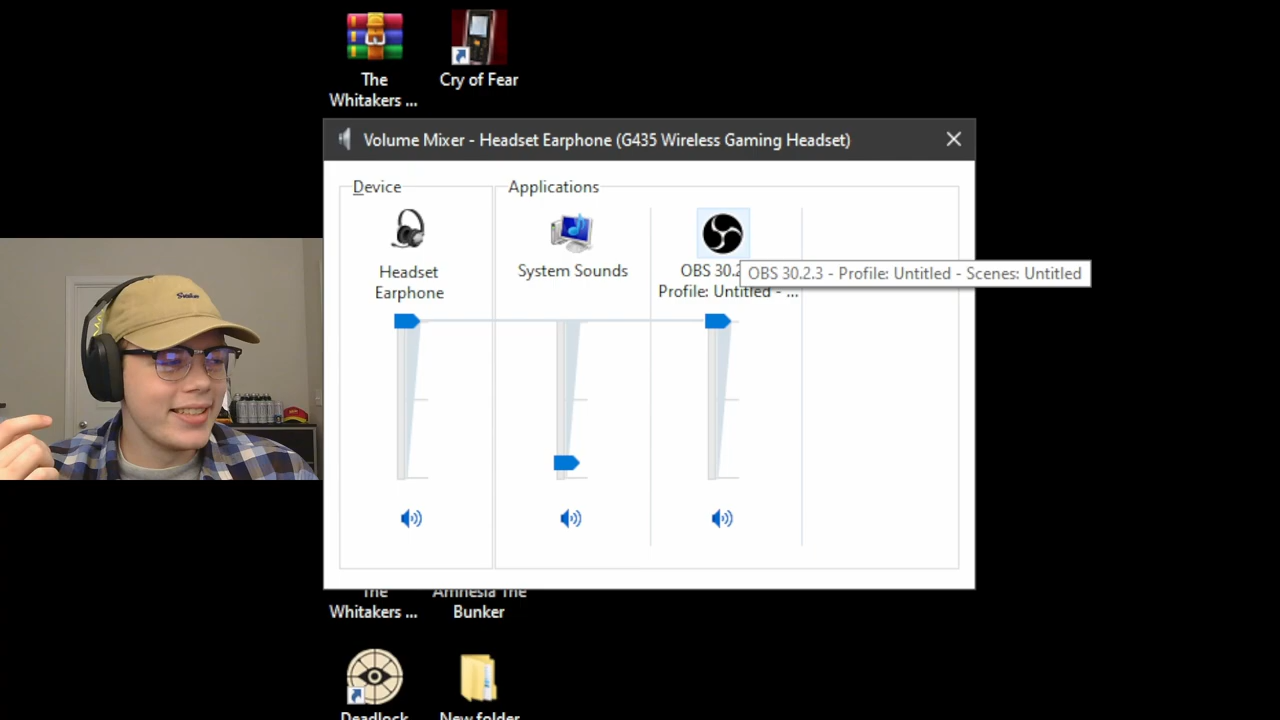 The
Whitakers ...
Cry of Fear
Volume Mixer - Headset Earphone (G435 Wireless Gaming Headset)
Device
Applications
Headset
Earphone
System Sounds
OBS 30.2
Profile: Untitled - ...
OBS 30.2.3 - Profile: Untitled - Scenes: Untitled
The
Whitakers ...
Amnesia The
Bunker
Deadlock
New folder